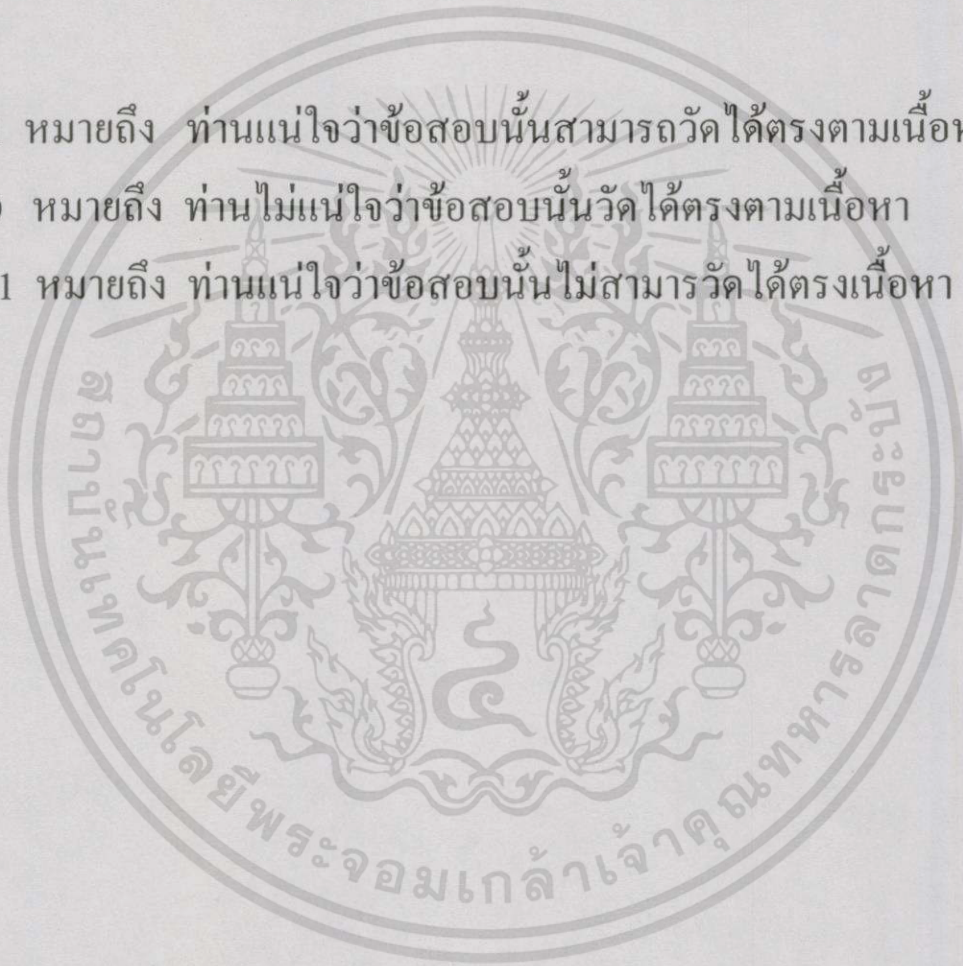 หมายถึง ท่านแน่ใจว่าข้อสอบนั้นสามารถวัดได้ตรงตามเนื้อห
หมายถึง ท่านไม่แน่ใจว่าข้อสอบนั้นวัดได้ตรงตามเนื้อหา
1 หมายถึง ท่านแน่ใจว่าข้อสอบนั้นไม่สามารวัดได้ตรงเนื้อหา
สถาบันเทคโนโลยีพระจอมเกล้าเจ้าคุณทหารลาดกระบัง
๔